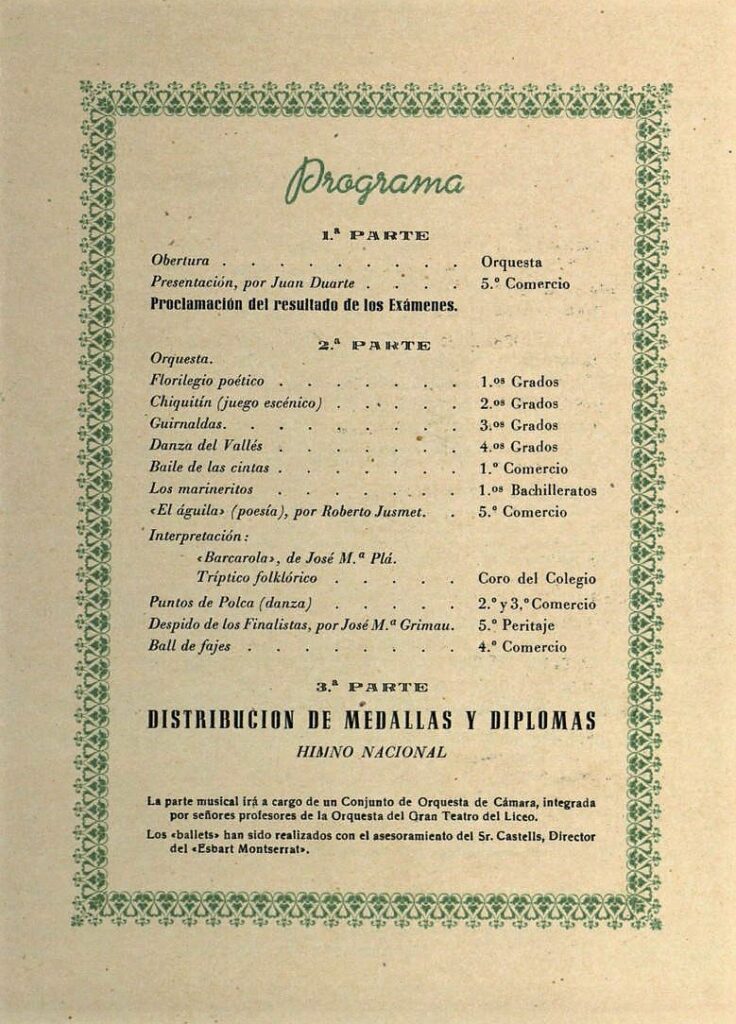 Programa
1.ª PARTE
Obertura . . . . . . . . . Orquesta
Presentación, por Juan Duarte . . . . 5.º Comercio
Proclamación del resultado de los Exámenes.
2.ª PARTE
Orquesta.
Florilegio poético . . . . . . . 1.os Grados
Chiquitín (juego escénico) . . . . . 2.os Grados
Guirnaldas. . . . . . . . . 3.os Grados
Danza del Vallés . . . . . . . 4.os Grados
Baile de las cintas . . . . . . . 1.º Comercio
Los marineritos . . . . . . . 1.os Bachilleratos
«El águila» (poesía), por Roberto Jusmet. . 5.º Comercio
Interpretación:
«Barcarola», de José M.ª Plá.
Tríptico folklórico . . . . . Coro del Colegio
Puntos de Polca (danza) . . . . . 2.º y 3.º Comercio
Despido de los Finalistas, por José M.ª Grimau. 5.º Peritaje
Ball de fajes . . . . . . . . 4.º Comercio
3.ª PARTE
DISTRIBUCION DE MEDALLAS Y DIPLOMAS
HIMNO NACIONAL
La parte musical irá a cargo de un Conjunto de Orquesta de Cámara, integrada
por señores profesores de la Orquesta del Gran Teatro del Liceo.
Los «ballets» han sido realizados con el asesoramiento del Sr. Castells, Director
del «Esbart Montserrat».